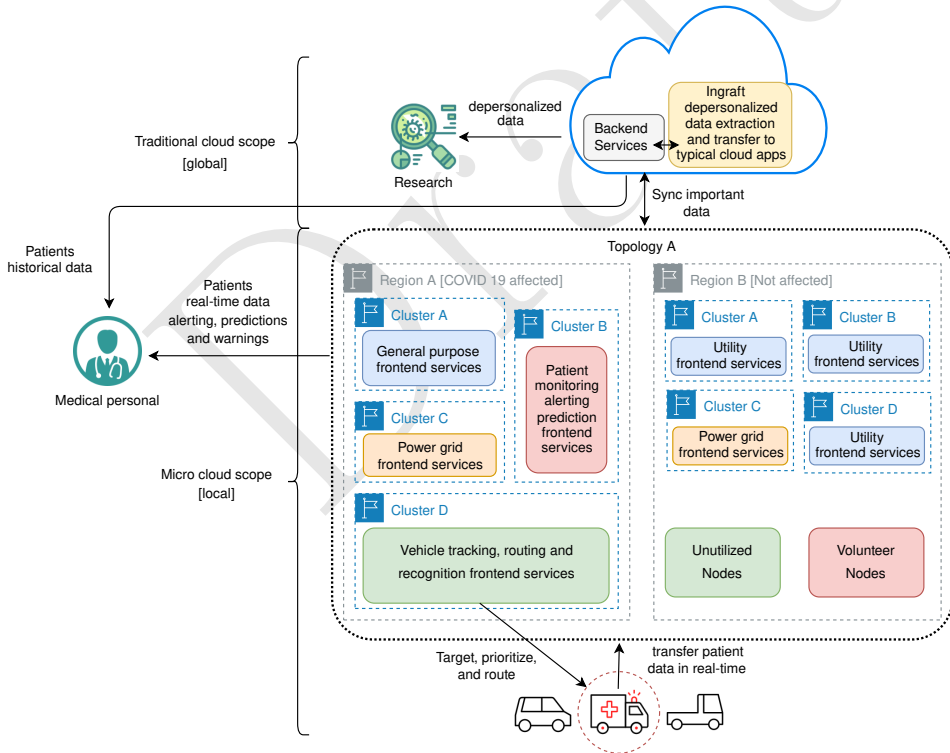 Ingraft
depersonalized
data extraction
and transfer to
typical cloud apps
Backend
Services
depersonalized
data
Research
Traditional cloud scope
[global]
Sync important
data
Patients
historical data
Topology A
Region A [COVID 19 affected]
Region B [Not affected]
Patients
real-time data
alerting, predictions
and warnings
Medical personal
Cluster A
General purpose
frontend services
Cluster B
Patient
monitoring
alerting
prediction
frontend
services
Cluster C
Power grid
frontend services
Cluster D
Vehicle tracking, routing and
recognition frontend services
Cluster A
Utility
frontend services
Cluster B
Utility
frontend services
Cluster C
Power grid
frontend services
Cluster D
Utility
frontend services
Unutilized
Nodes
Volunteer
Nodes
Micro cloud scope
[local]
Target, prioritize,
and route
transfer patient
data in real-time